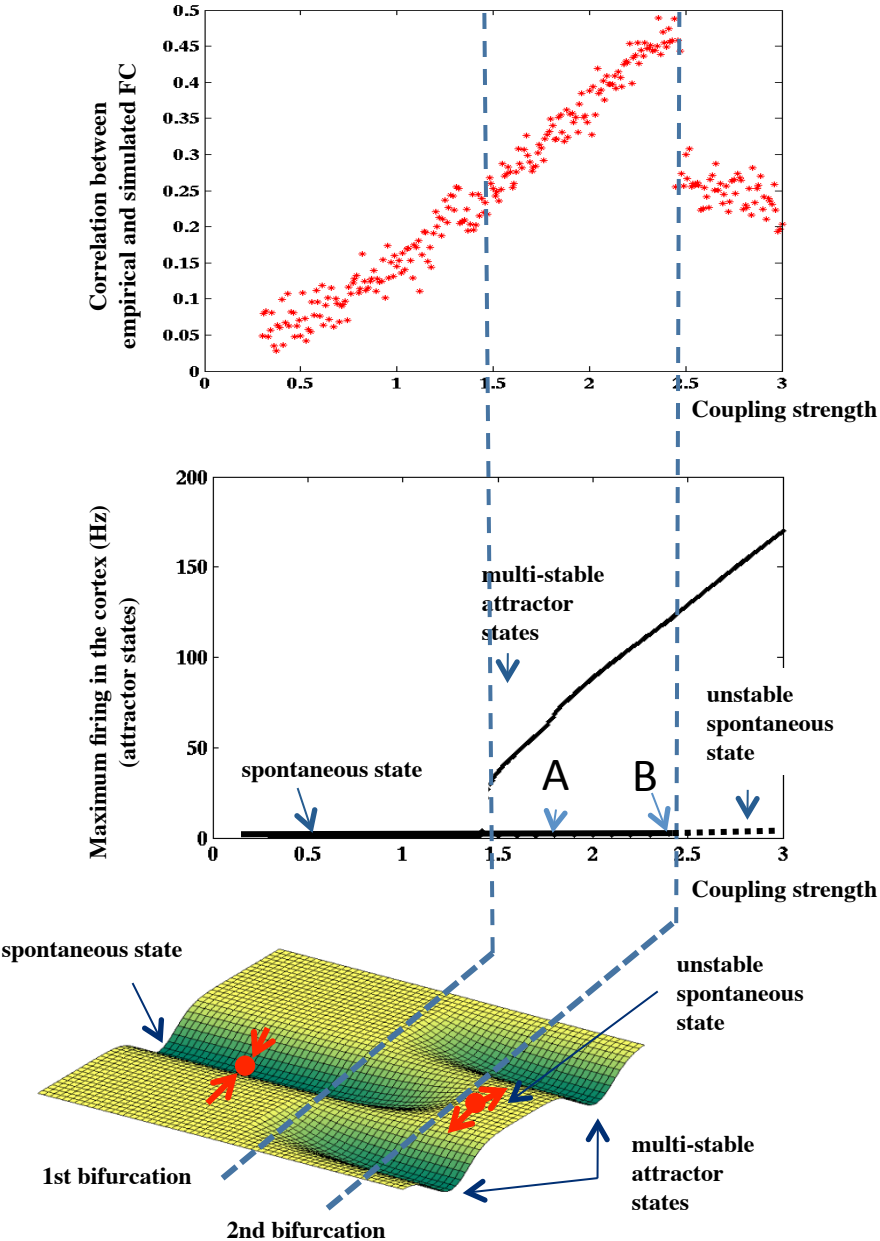 0.5
0.45
0.4
0.35
0.3
0.25
0.2
0.15
0.1
0.05
0
0
0.5
1
1.5
2
2.5
3
Correlation between
empirical and simulated FC
Coupling strength
200
150
100
50
0
0
0.5
1
1.5
2
2.5
3
Maximum firing in the cortex (Hz)
(attractor states)
multi-stable
attractor
states
unstable
spontaneous
state
spontaneous state
A
B
Coupling strength
spontaneous state
unstable
spontaneous
state
multi-stable
attractor
states
1st bifurcation
2nd bifurcation